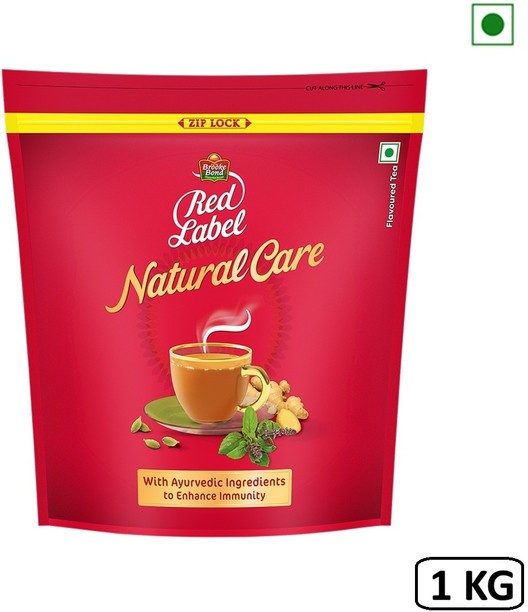 CUT ALONG THIS LINE
ZIP LOCK
Brooke
Bond
Red
Label
Natural Care
Flavoured Tea
With Ayurvedic Ingredients
to Enhance Immunity
1 KG